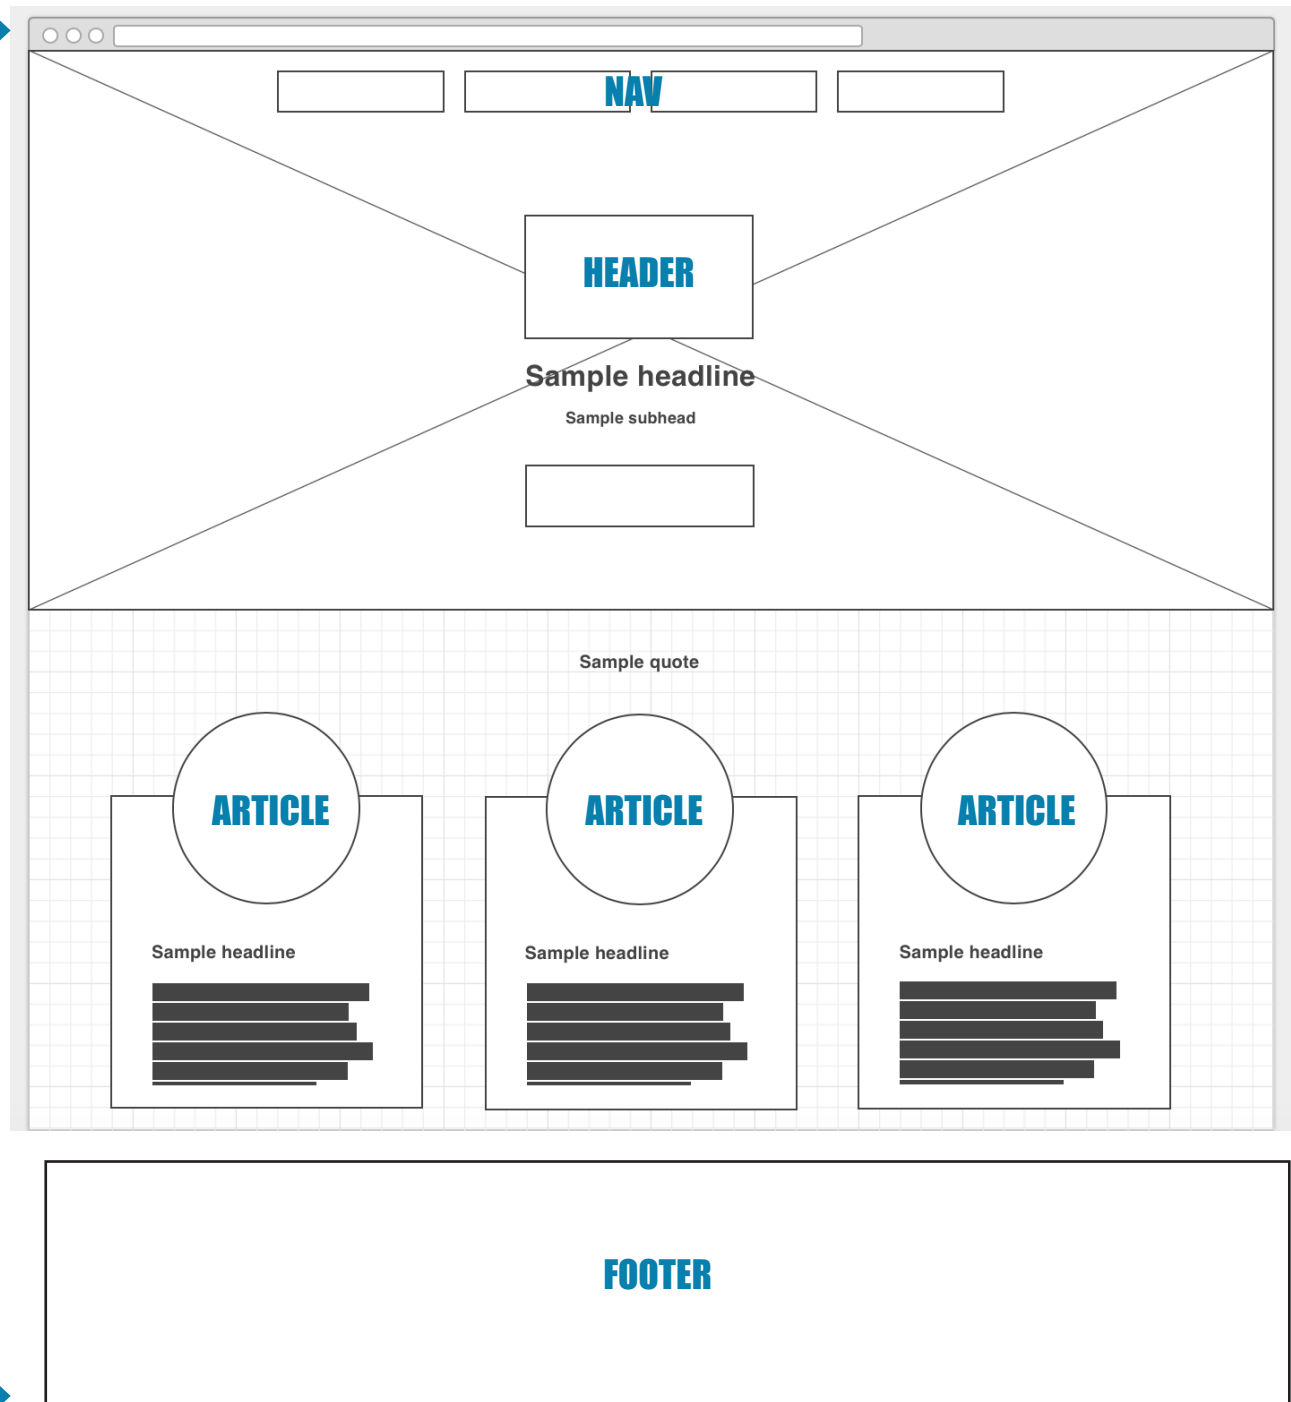 NAV
HEADER
Sample headline
Sample subhead
Sample quote
ARTICLE
ARTICLE
ARTICLE
Sample headline
Sample headline
Sample headline
FOOTER